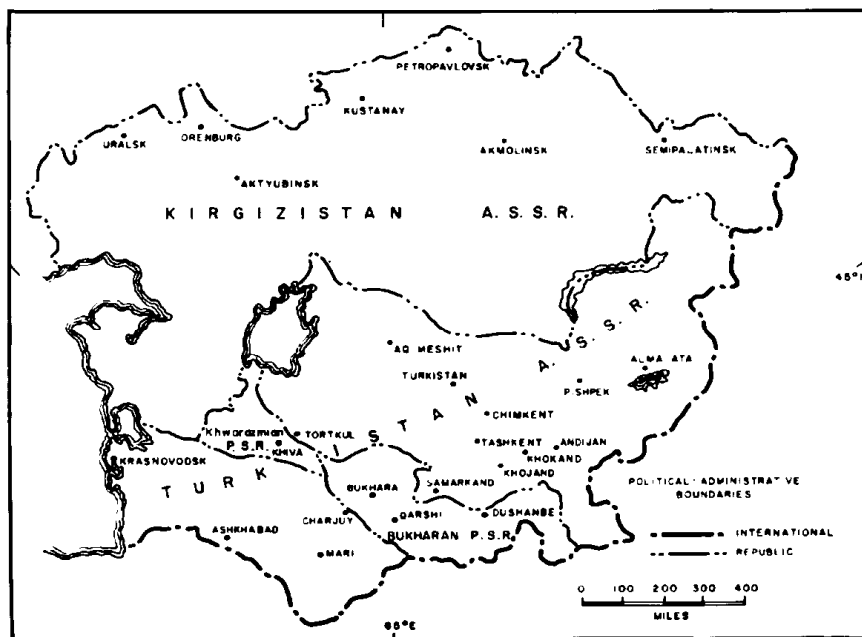 PETROPAVLOVSK
KUSTANAY
URALSK
ORENBURG
AKMOLINSK
SEMIPALATINSK
AKTYUBINSK
KIRGIZISTAN A.S.S.R.
45°
AQ MESHIT
ALMA ATA
TURKISTAN
PISHPEK
CHIMKENT
TURKISTAN A.S.S.R.
Khwarazmian
P.S.R.
TORTKUL
KHIVA
TASHKENT
ANDIJAN
KHOKAND
KHOJAND
KRASNOVODSK
BUKHARA
SAMARKAND
POLITICAL-ADMINISTRATIVE
BOUNDARIES
CHARJUY
QARSHI
DUSHANBE
BUKHARAN P.S.R.
INTERNATIONAL
REPUBLIC
ASHKHABAD
MARI
0 100 200 300 400
MILES
65°E